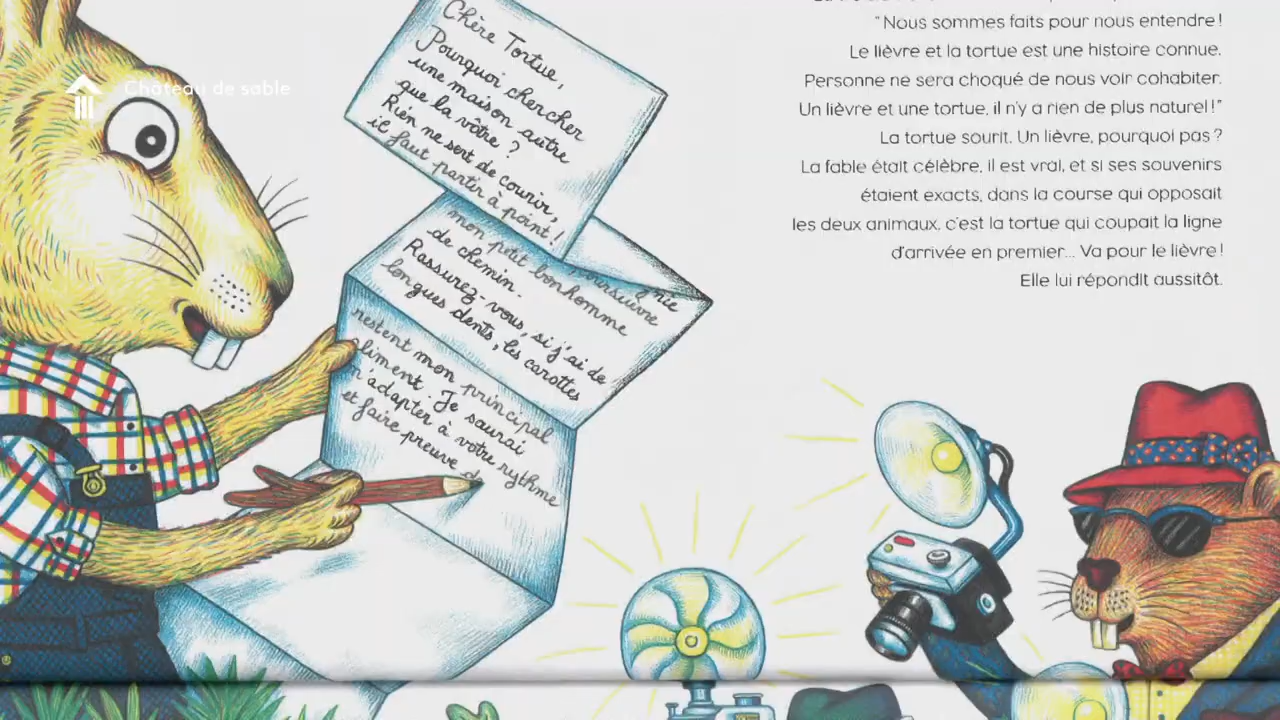 Château de sable
Chère Tortue,
Pourquoi chercher
une maison autre
que la vôtre ?
Rien ne sert de courir,
il faut partir à point !
poursuivre
mon petit bonhomme
de chemin.
Rassurez-vous, si j'ai de
longues dents, les carottes
restent mon principal
aliment. Je saurai
m'adapter à votre rythme
et faire preuve de
"Nous sommes faits pour nous entendre !
Le lièvre et la tortue est une histoire connue.
Personne ne sera choqué de nous voir cohabiter.
Un lièvre et une tortue, il n'y a rien de plus naturel !"
La tortue sourit. Un lièvre, pourquoi pas ?
La fable était célèbre, il est vrai, et si ses souvenirs
étaient exacts, dans la course qui opposait
les deux animaux, c'est la tortue qui coupait la ligne
d'arrivée en premier... Va pour le lièvre !
Elle lui répondit aussitôt.